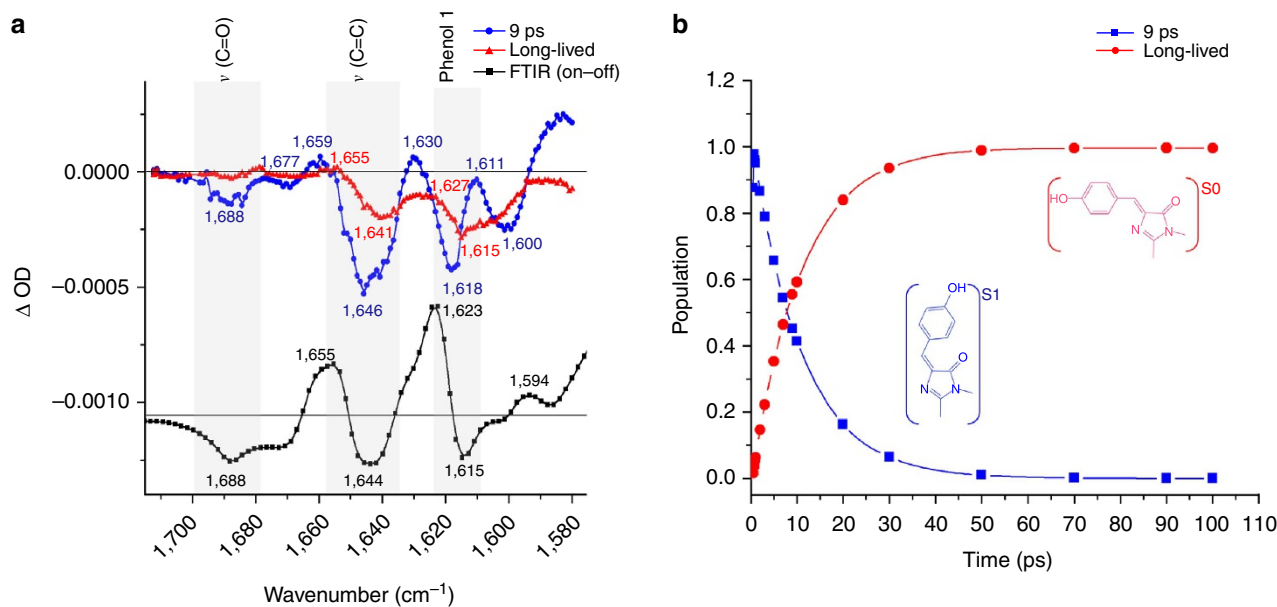 a
ν (C=O)
ν (C=C)
Phenol 1
9 ps
Long-lived
FTIR (on–off)
0.0000
−0.0005
−0.0010
Δ OD
1,688
1,677
1,659
1,655
1,646
1,641
1,630
1,627
1,618
1,615
1,611
1,600
1,688
1,655
1,644
1,623
1,615
1,594
1,700
1,680
1,660
1,640
1,620
1,600
1,580
Wavenumber (cm⁻¹)
b
9 ps
Long-lived
1.2
1.0
0.8
0.6
0.4
0.2
0.0
Population
HO
O
N
N
S0
OH
S1
O
N
N
0
10
20
30
40
50
60
70
80
90
100
110
Time (ps)